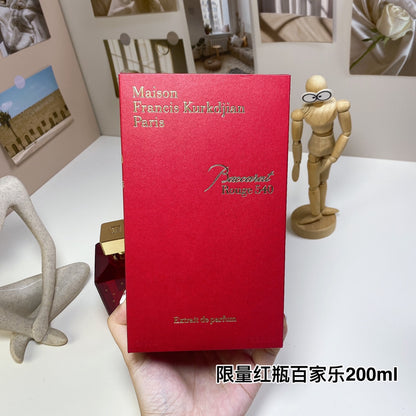 Maison
Francis Kurkdjian
Paris
Baccarat
Rouge 540
Extrait de parfum
限量红瓶百家乐200ml